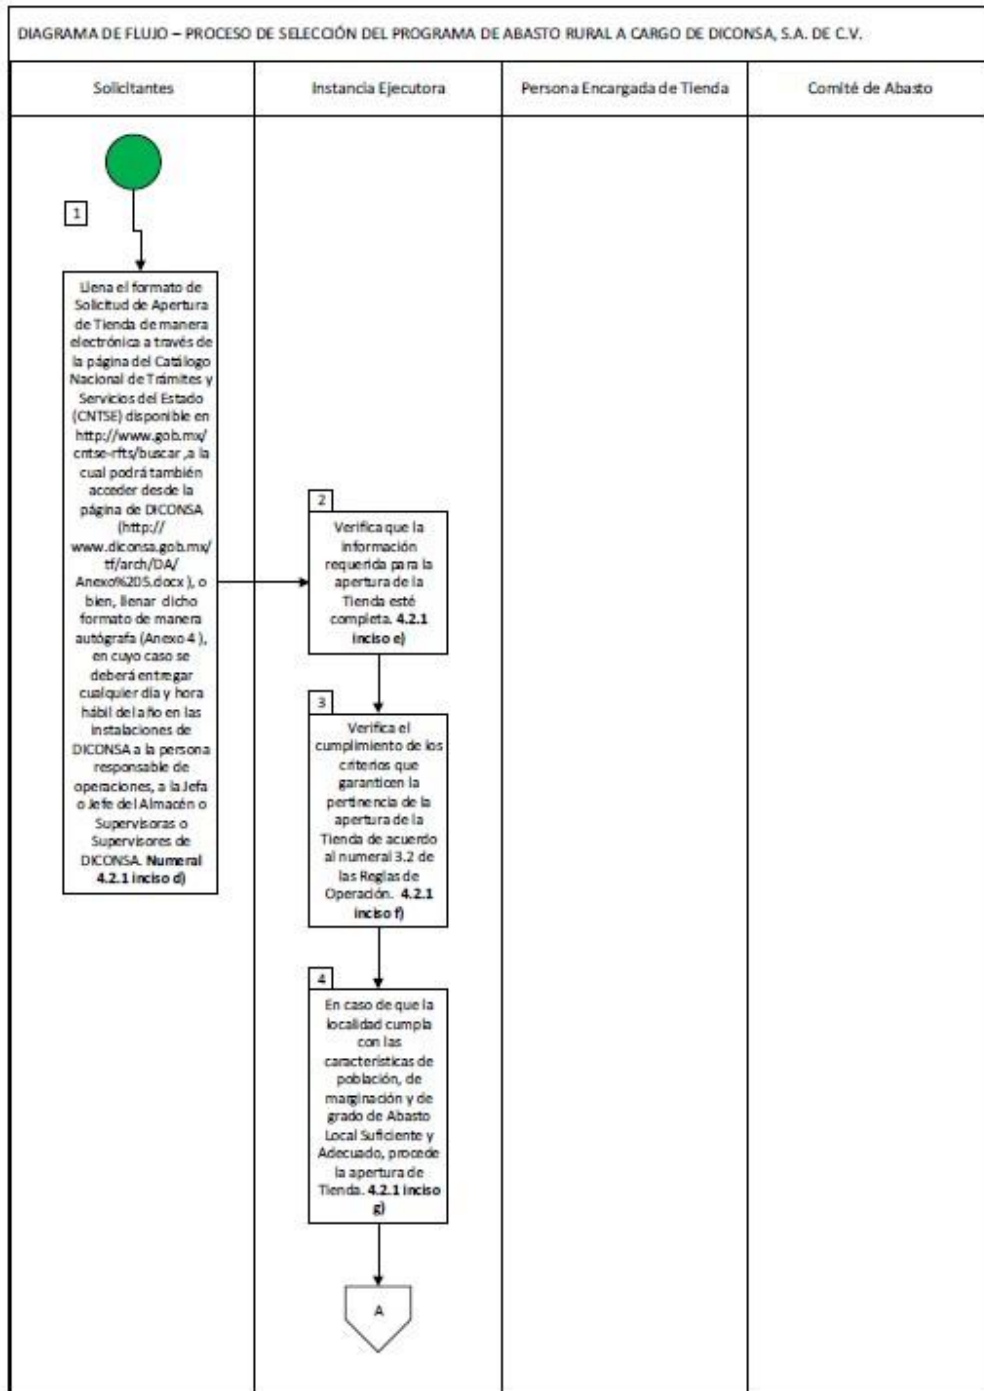 DIAGRAMA DE FLUJO – PROCESO DE SELECCIÓN DEL PROGRAMA DE ABASTO RURAL A CARGO DE DICONSA, S.A. DE C.V.
Solicitantes
Instancia Ejecutora
Persona Encargada de Tienda
Comité de Abasto
1
Llena el formato de
Solicitud de Apertura
de Tienda de manera
electrónica a través de
la página del Catálogo
Nacional de Trámites y
Servicios del Estado
(CNTSE) disponible en
http://www.gob.mx/
cntse-rfts/buscar ,a la
cual podrá también
acceder desde la
página de DICONSA
(http://
www.diconsa.gob.mx/
tf/arch/DA/
Anexo%205.docx ), o
bien, llenar dicho
formato de manera
autógrafa (Anexo 4 ),
en cuyo caso se
deberá entregar
cualquier día y hora
hábil del año en las
instalaciones de
DICONSA a la persona
responsable de
operaciones, a la Jefa
o Jefe del Almacén o
Supervisoras o
Supervisores de
DICONSA. Numeral
4.2.1 inciso d)
2
Verifica que la
información
requerida para la
apertura de la
Tienda esté
completa. 4.2.1
inciso e)
3
Verifica el
cumplimiento de los
criterios que
garanticen la
pertinencia de la
apertura de la
Tienda de acuerdo
al numeral 3.2 de
las Reglas de
Operación. 4.2.1
inciso f)
4
En caso de que la
localidad cumpla
con las
características de
población, de
marginación y de
grado de Abasto
Local Suficiente y
Adecuado, procede
la apertura de
Tienda. 4.2.1 inciso
g)
A